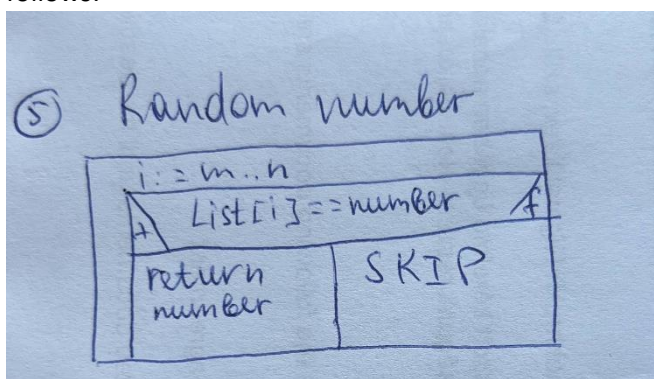 ⑤ Random number
i := m..n
+ List[i] == number f
return SKIP
number